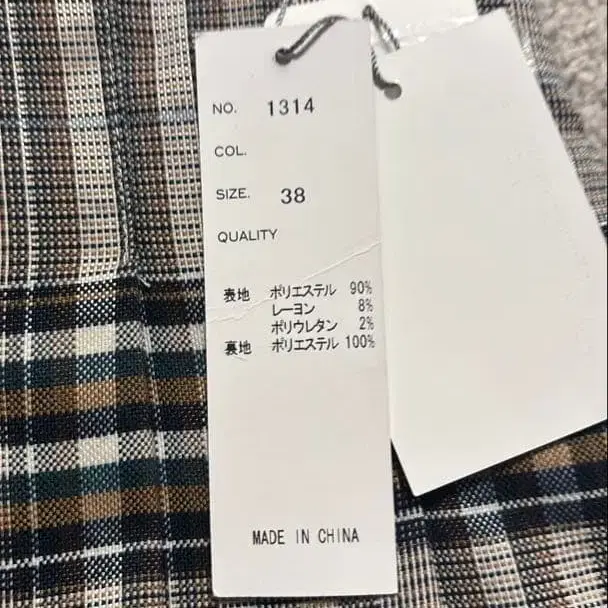 NO. 1314
COL.
SIZE. 38
QUALITY
表地 ポリエステル 90%
レーヨン 8%
ポリウレタン 2%
裏地 ポリエステル 100%
MADE IN CHINA